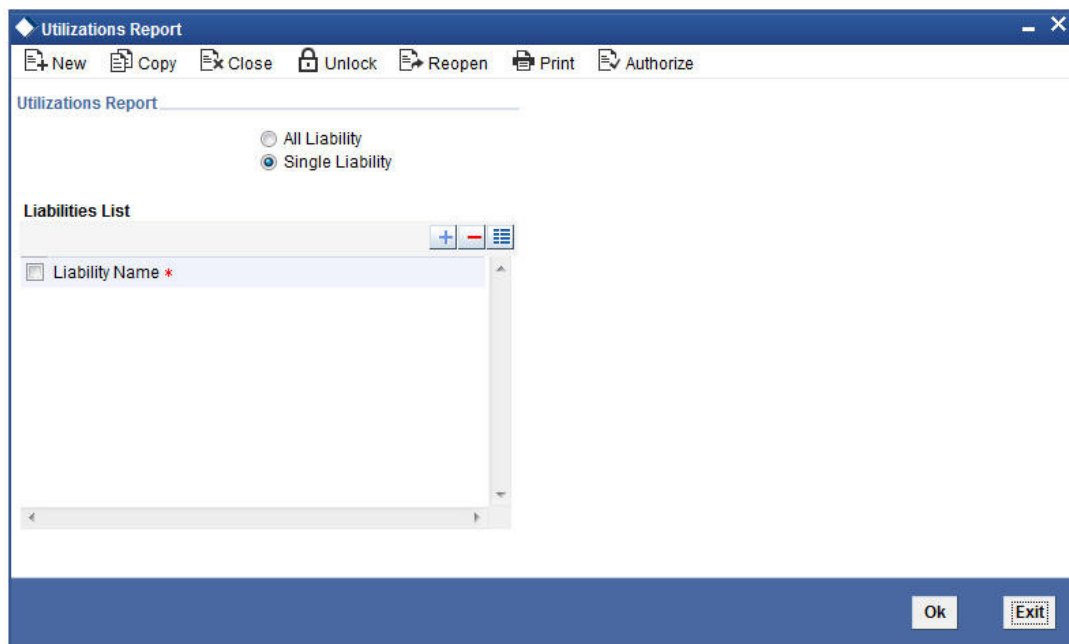 Utilizations Report
New Copy Close Unlock Reopen Print Authorize
Utilizations Report
All Liability
Single Liability
Liabilities List
Liability Name *
Ok Exit